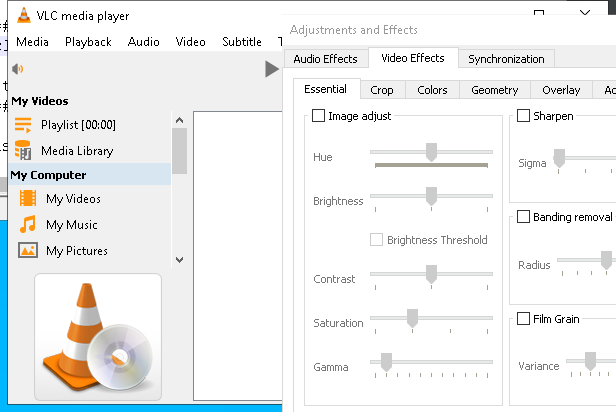 VLC media player
Media Playback Audio Video Subtitle T
My Videos
Playlist [00:00]
Media Library
My Computer
My Videos
My Music
My Pictures
Adjustments and Effects
Audio Effects Video Effects Synchronization
Essential Crop Colors Geometry Overlay
Image adjust
Hue
Brightness
Brightness Threshold
Contrast
Saturation
Gamma
Sharpen
Sigma
Banding removal
Radius
Film Grain
Variance